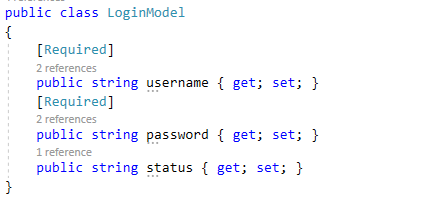 public class LoginModel
{
[Required]
2 references
public string username { get; set; }
[Required]
2 references
public string password { get; set; }
1 reference
public string status { get; set; }
}